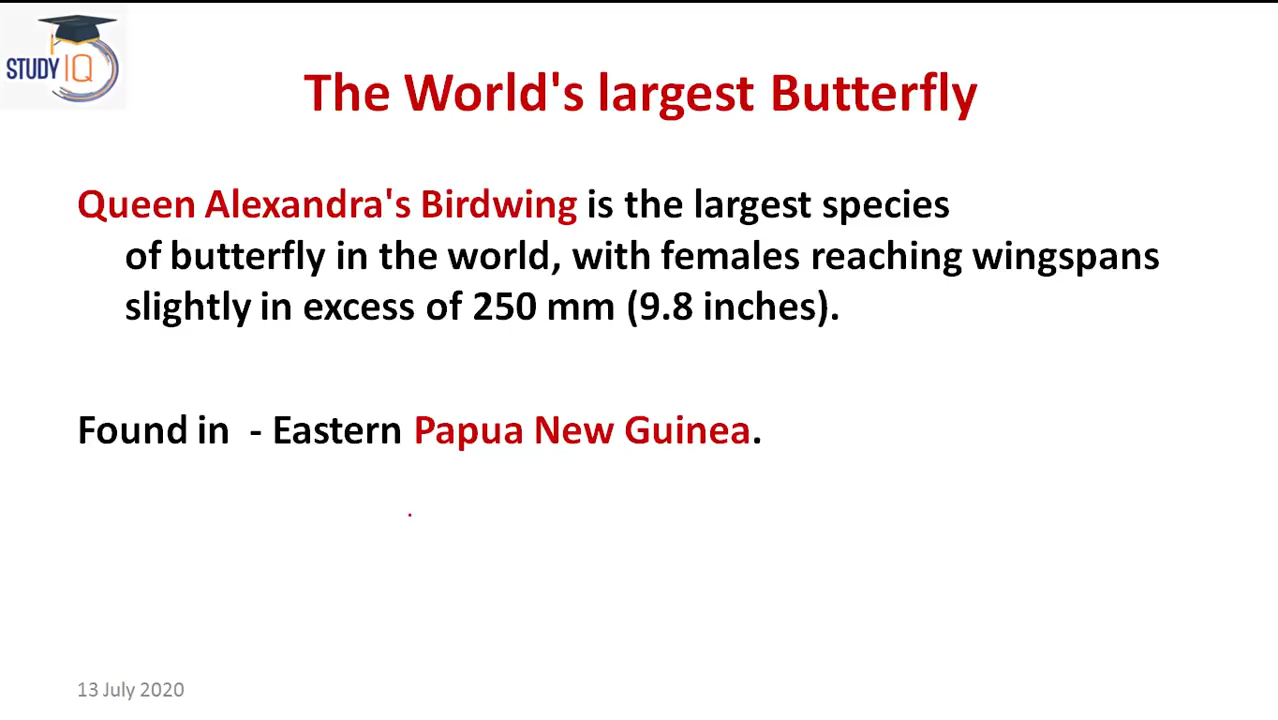 STUDY IQ
The World's largest Butterfly
Queen Alexandra's Birdwing is the largest species
of butterfly in the world, with females reaching wingspans
slightly in excess of 250 mm (9.8 inches).
Found in - Eastern Papua New Guinea.
13 July 2020